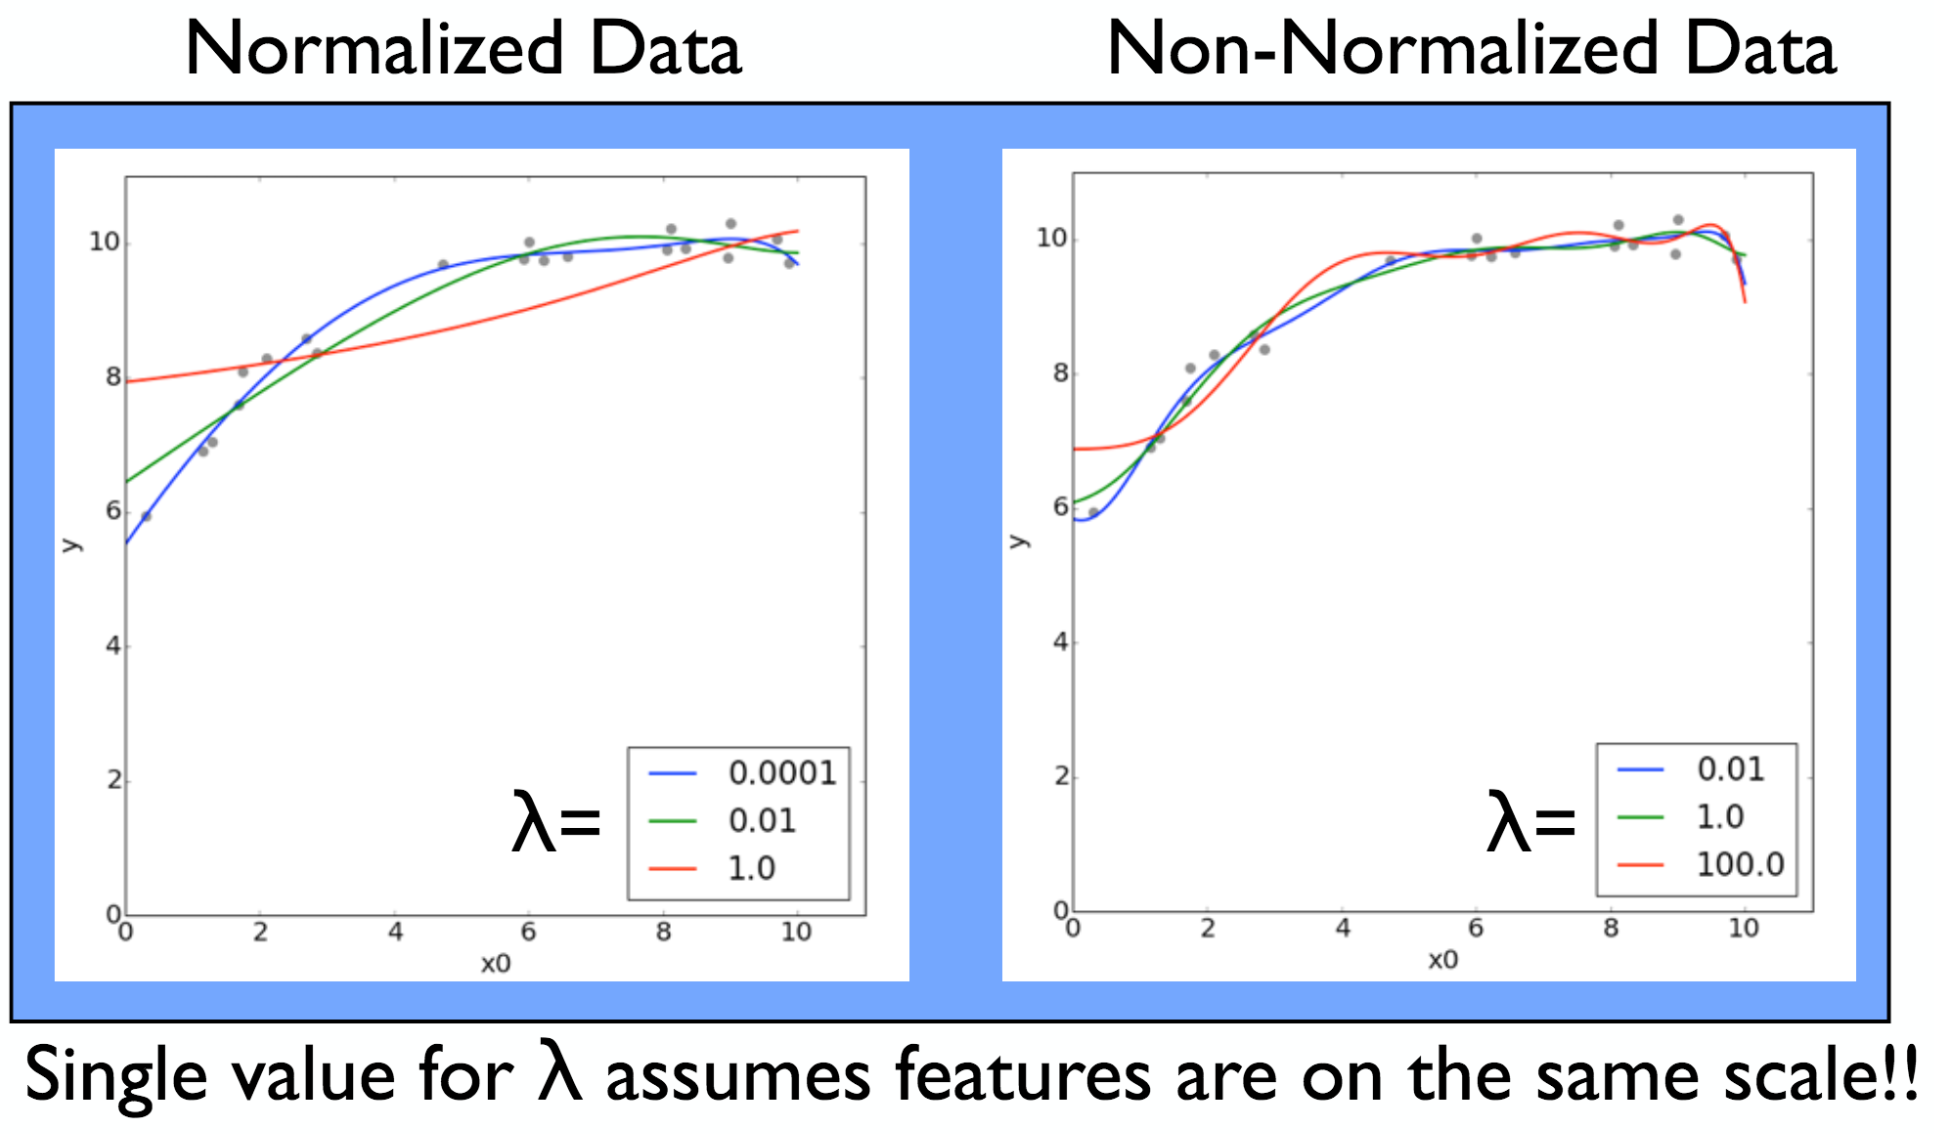 Normalized Data
Non-Normalized Data
10
8
6
4
2
0
y
0 2 4 6 8 10
x0
λ=
0.0001
0.01
1.0
10
8
6
4
2
0
y
0 2 4 6 8 10
x0
λ=
0.01
1.0
100.0
Single value for λ assumes features are on the same scale!!